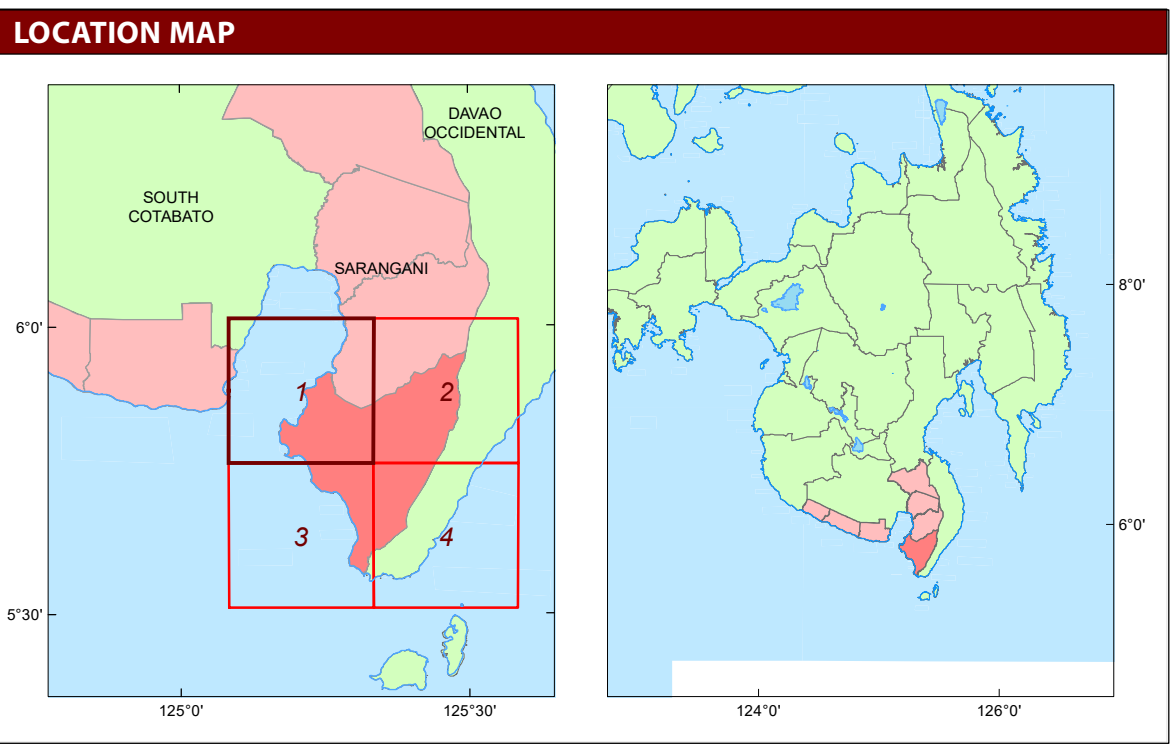 LOCATION MAP
DAVAO
OCCIDENTAL
SOUTH
COTABATO
SARANGANI
6°0'
1
2
3
4
5°30'
125°0'
125°30'
8°0'
6°0'
124°0'
126°0'